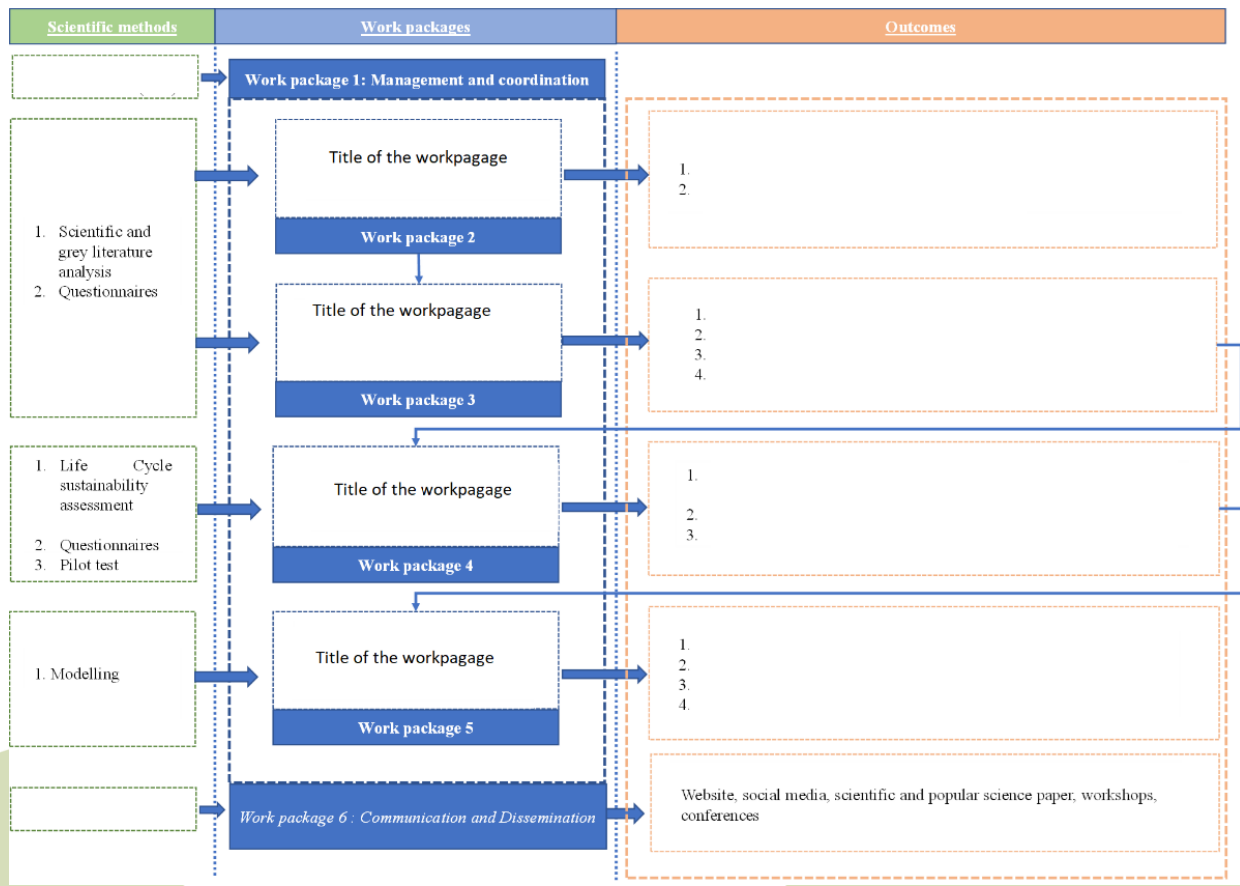 Scientific methods
Work packages
Outcomes
Work package 1: Management and coordination
1. Scientific and
grey literature
analysis
2. Questionnaires
Title of the workpagage
Work package 2
1.
2.
Title of the workpagage
Work package 3
1.
2.
3.
4.
1. Life Cycle
sustainability
assessment
2. Questionnaires
3. Pilot test
Title of the workpagage
Work package 4
1.
2.
3.
1. Modelling
Title of the workpagage
Work package 5
1.
2.
3.
4.
Work package 6 : Communication and Dissemination
Website, social media, scientific and popular science paper, workshops,
conferences